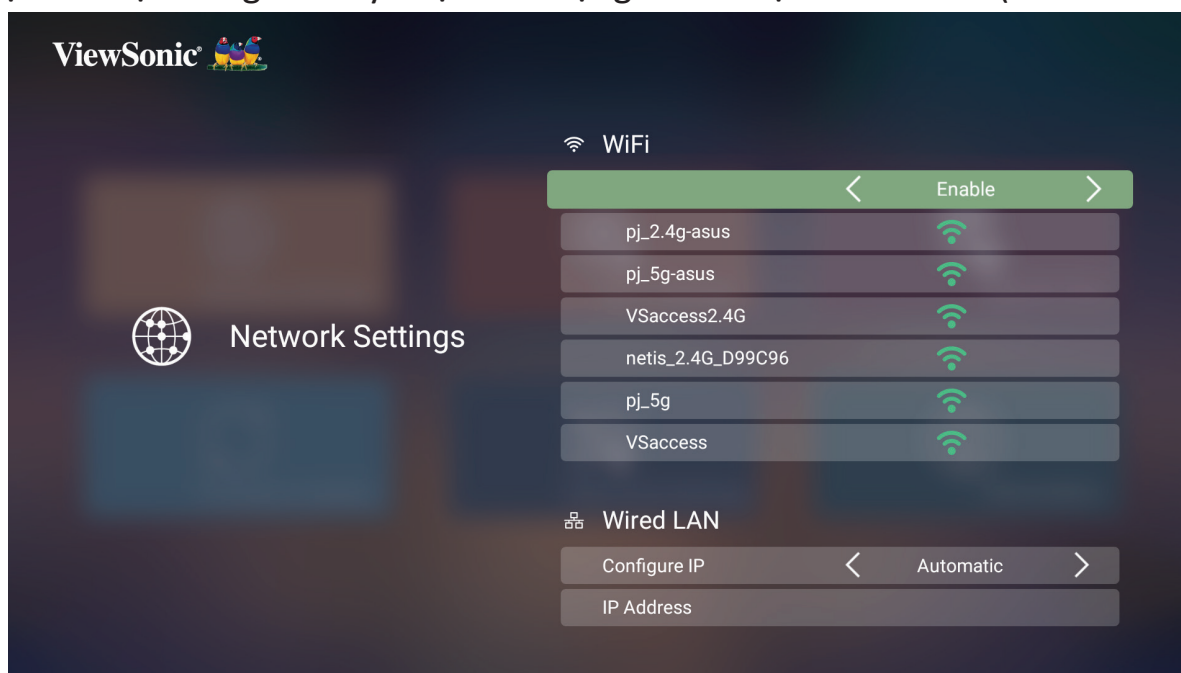 ViewSonic®
WiFi
Enable
pj_2.4g-asus
pj_5g-asus
VSaccess2.4G
netis_2.4G_D99C96
pj_5g
VSaccess
Network Settings
Wired LAN
Configure IP Automatic
IP Address